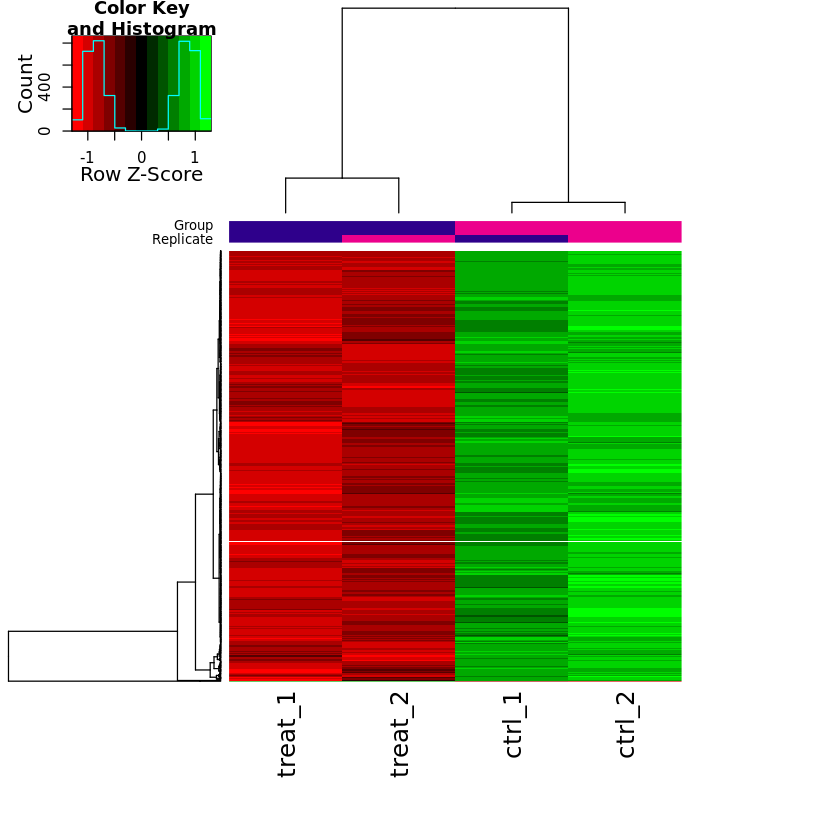 Color Key
and Histogram
Count
0
400
-1
0
1
Row Z-Score
Group
Replicate
treat_1
treat_2
ctrl_1
ctrl_2